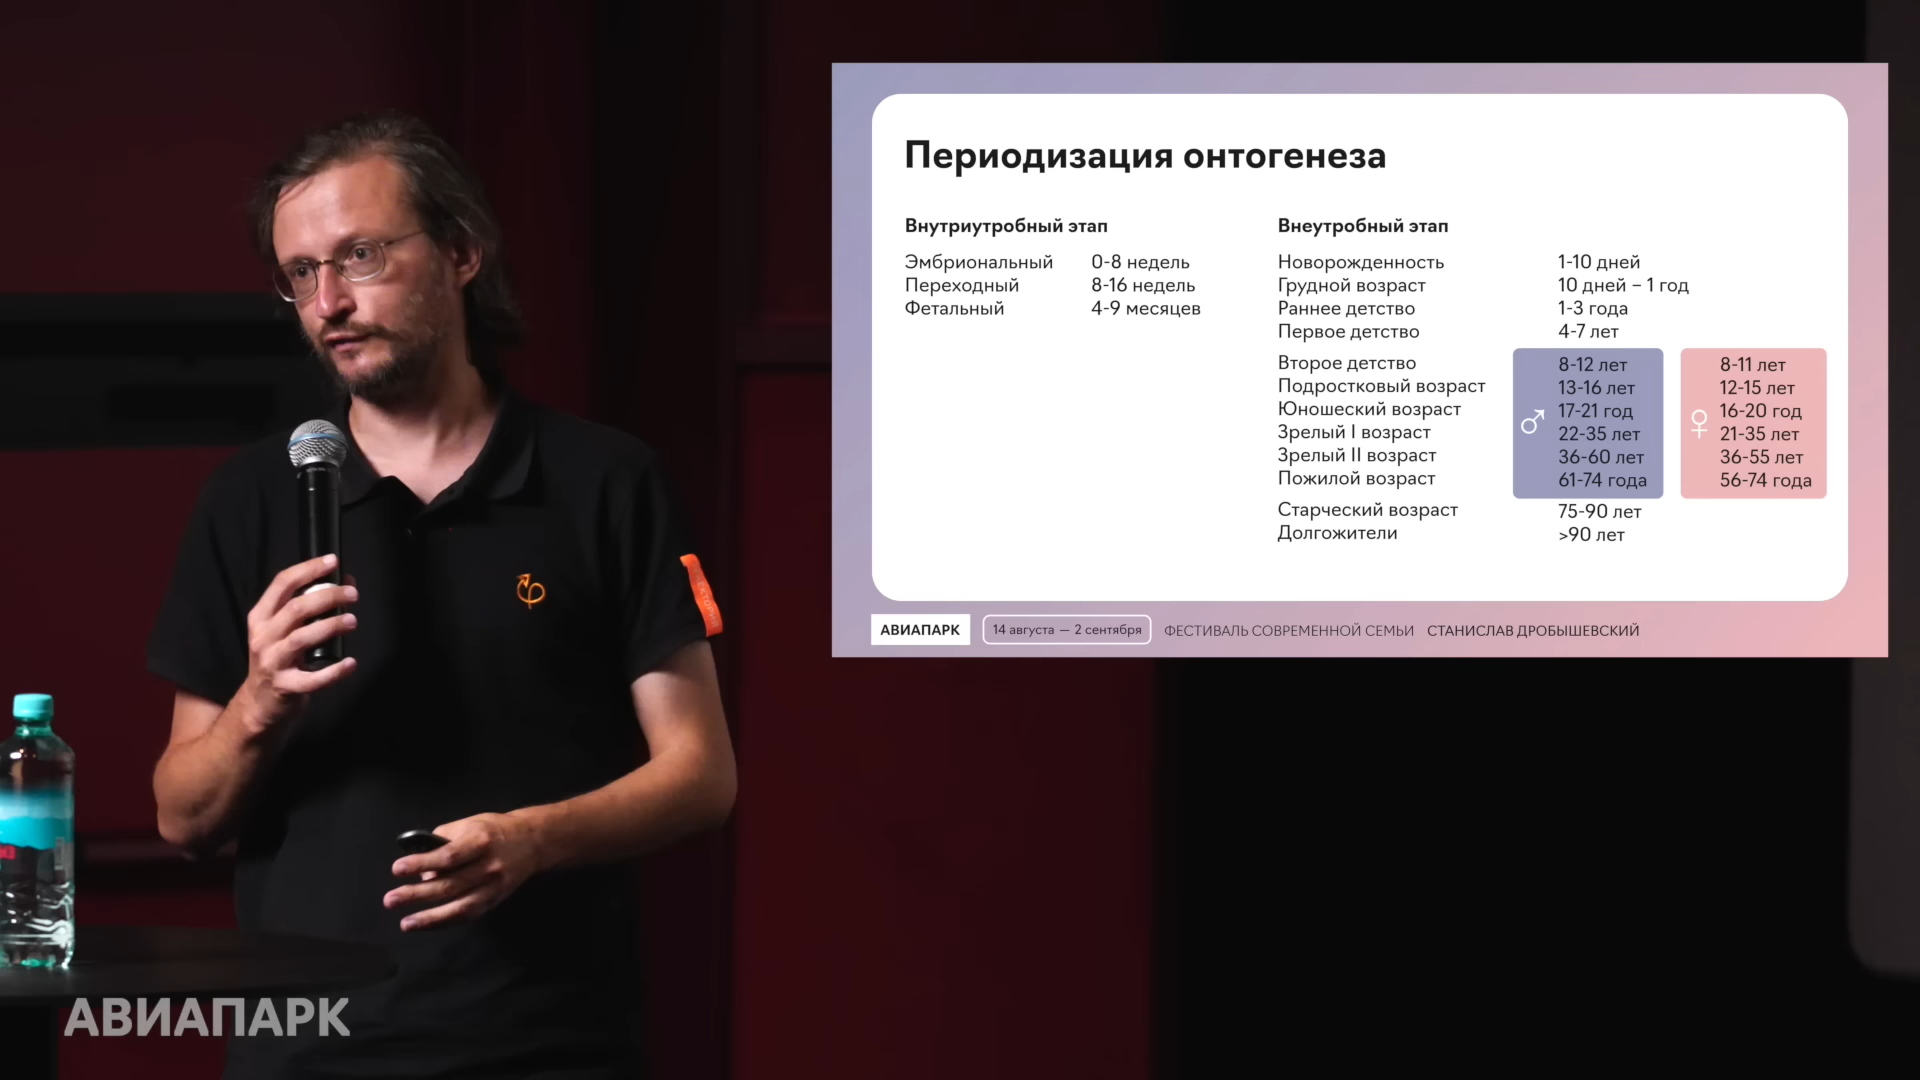 Периодизация онтогенеза
Внутриутробный этап
Эмбриональный 0-8 недель
Переходный 8-16 недель
Фетальный 4-9 месяцев
Внеутробный этап
Новорожденность 1-10 дней
Грудной возраст 10 дней – 1 год
Раннее детство 1-3 года
Первое детство 4-7 лет
Второе детство 8-12 лет 8-11 лет
Подростковый возраст 13-16 лет 12-15 лет
Юношеский возраст ♂ 17-21 год ♀ 16-20 год
Зрелый I возраст 22-35 лет 21-35 лет
Зрелый II возраст 36-60 лет 36-55 лет
Пожилой возраст 61-74 года 56-74 года
Старческий возраст 75-90 лет
Долгожители >90 лет
АВИАПАРК 14 августа — 2 сентября ФЕСТИВАЛЬ СОВРЕМЕННОЙ СЕМЬИ СТАНИСЛАВ ДРОБЫШЕВСКИЙ
АВИАПАРК